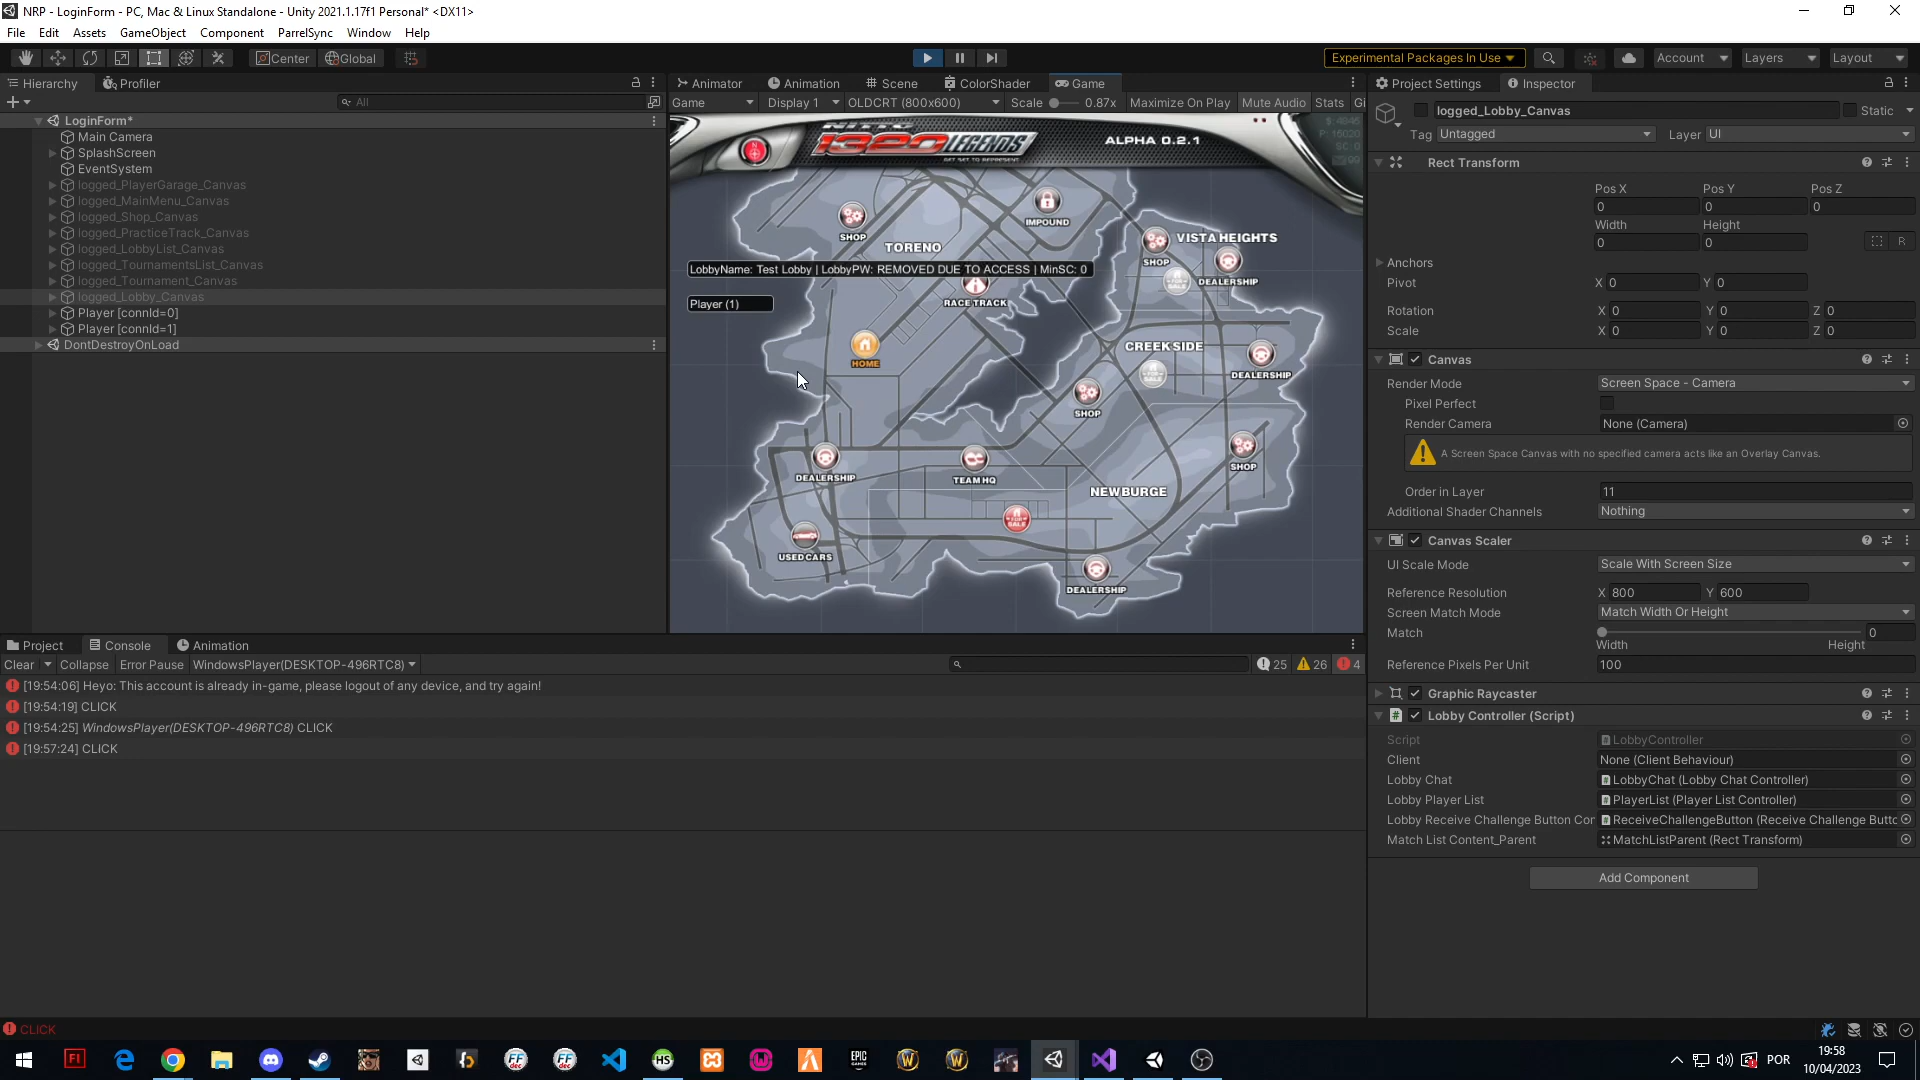 NRP - LoginForm - PC, Mac & Linux Standalone - Unity 2021.1.17f1 Personal* <DX11>
File Edit Assets GameObject Component ParrelSync Window Help
Center Global Experimental Packages In Use Account Layers Layout
Hierarchy Profiler
All
LoginForm*
Main Camera
SplashScreen
EventSystem
logged_PlayerGarage_Canvas
logged_MainMenu_Canvas
logged_Shop_Canvas
logged_PracticeTrack_Canvas
logged_LobbyList_Canvas
logged_TournamentsList_Canvas
logged_Tournament_Canvas
logged_Lobby_Canvas
Player [connId=0]
Player [connId=1]
DontDestroyOnLoad
Animator Animation Scene ColorShader Game
Game Display 1 OLDCRT (800x600) Scale 0.87x Maximize On Play Mute Audio Stats Gi
NITTO
1320 LEGENDS
GET SET TO REPRESENT
ALPHA 0.2.1
SC: 0
SHOP
IMPOUND
TORENO
VISTA HEIGHTS
SHOP
DEALERSHIP
LobbyName: Test Lobby | LobbyPW: REMOVED DUE TO ACCESS | MinSC: 0
RACE TRACK
Player (1)
HOME
CREEK SIDE
FOR SALE
DEALERSHIP
SHOP
SHOP
DEALERSHIP
TEAM HQ
NEWBURGE
FOR SALE
USED CARS
DEALERSHIP
Project Settings Inspector
logged_Lobby_Canvas Static
Tag Untagged Layer UI
Rect Transform
Pos X Pos Y Pos Z
0 0 0
Width Height
0 0 R
Anchors
Pivot X 0 Y 0
Rotation X 0 Y 0 Z 0
Scale X 0 Y 0 Z 0
Canvas
Render Mode Screen Space - Camera
Pixel Perfect
Render Camera None (Camera)
A Screen Space Canvas with no specified camera acts like an Overlay Canvas.
Order in Layer 11
Additional Shader Channels Nothing
Canvas Scaler
UI Scale Mode Scale With Screen Size
Reference Resolution X 800 Y 600
Screen Match Mode Match Width Or Height
Match 0
Width Height
Reference Pixels Per Unit 100
Graphic Raycaster
Lobby Controller (Script)
Script LobbyController
Client None (Client Behaviour)
Lobby Chat LobbyChat (Lobby Chat Controller)
Lobby Player List PlayerList (Player List Controller)
Lobby Receive Challenge Button Cor ReceiveChallengeButton (Receive Challenge Buttc
Match List Content_Parent MatchListParent (Rect Transform)
Add Component
Project Console Animation
Clear Collapse Error Pause WindowsPlayer(DESKTOP-496RTC8) 25 26 4
[19:54:06] Heyo: This account is already in-game, please logout of any device, and try again!
[19:54:19] CLICK
[19:54:25] WindowsPlayer(DESKTOP-496RTC8) CLICK
[19:57:24] CLICK
CLICK
POR
19:58
10/04/2023